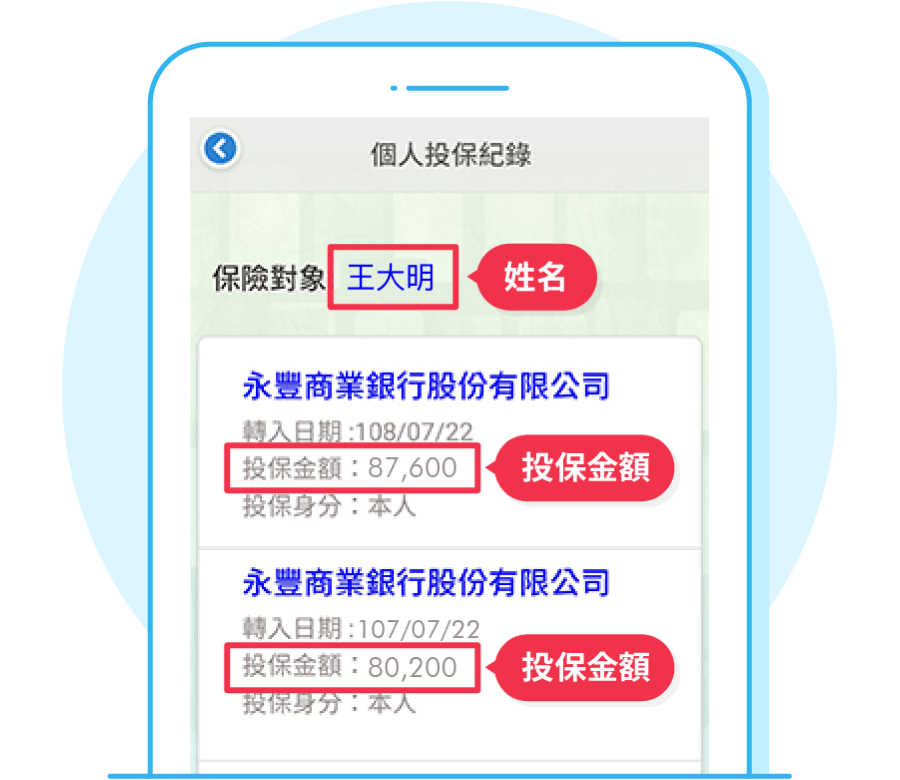 個人投保紀錄
保險對象 王大明 姓名
永豐商業銀行股份有限公司
轉入日期:108/07/22
投保金額：87,600 投保金額
投保身分：本人
永豐商業銀行股份有限公司
轉入日期:107/07/22
投保金額：80,200 投保金額
投保身分：本人